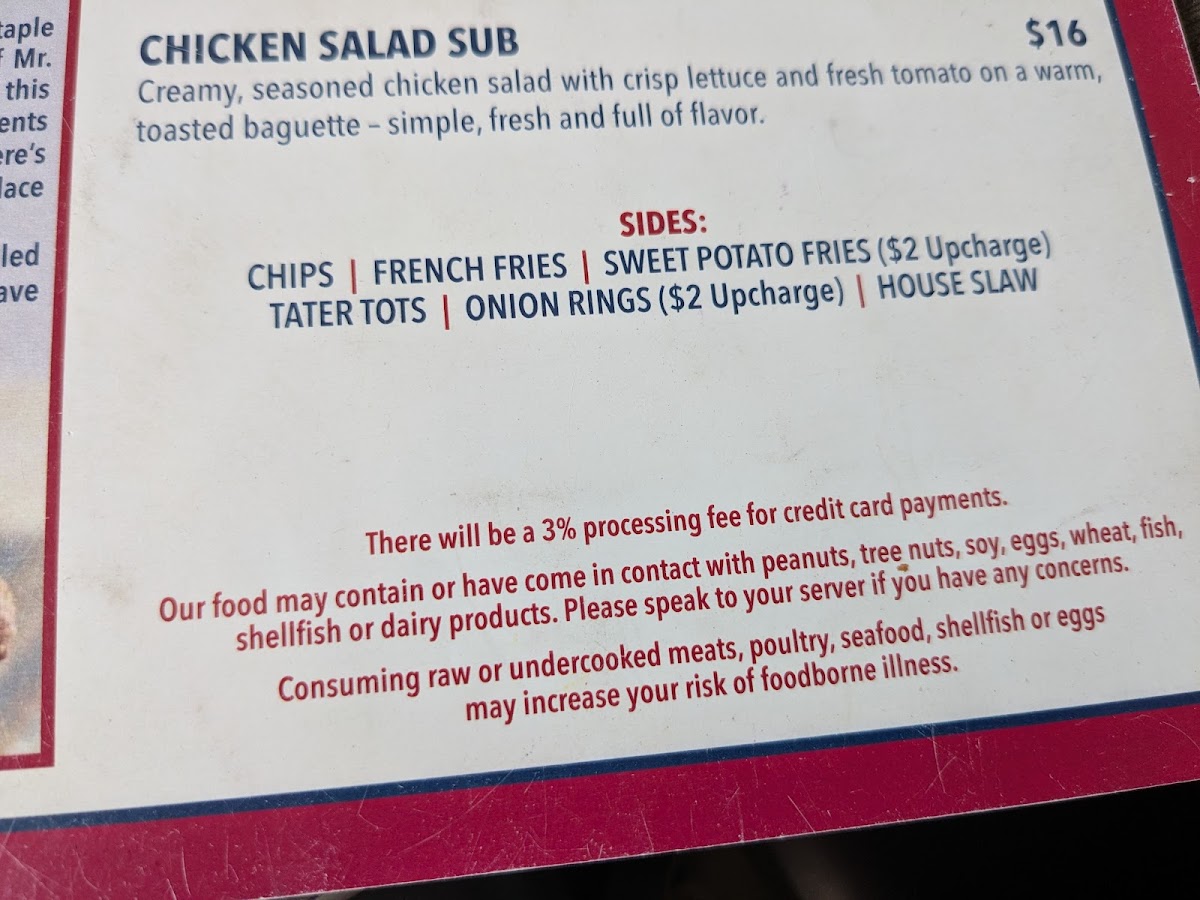 Mr.
this
led
CHICKEN SALAD SUB $16
Creamy, seasoned chicken salad with crisp lettuce and fresh tomato on a warm,
toasted baguette – simple, fresh and full of flavor.
SIDES:
CHIPS | FRENCH FRIES | SWEET POTATO FRIES ($2 Upcharge)
TATER TOTS | ONION RINGS ($2 Upcharge) | HOUSE SLAW
There will be a 3% processing fee for credit card payments.
Our food may contain or have come in contact with peanuts, tree nuts, soy, eggs, wheat, fish,
shellfish or dairy products. Please speak to your server if you have any concerns.
Consuming raw or undercooked meats, poultry, seafood, shellfish or eggs
may increase your risk of foodborne illness.